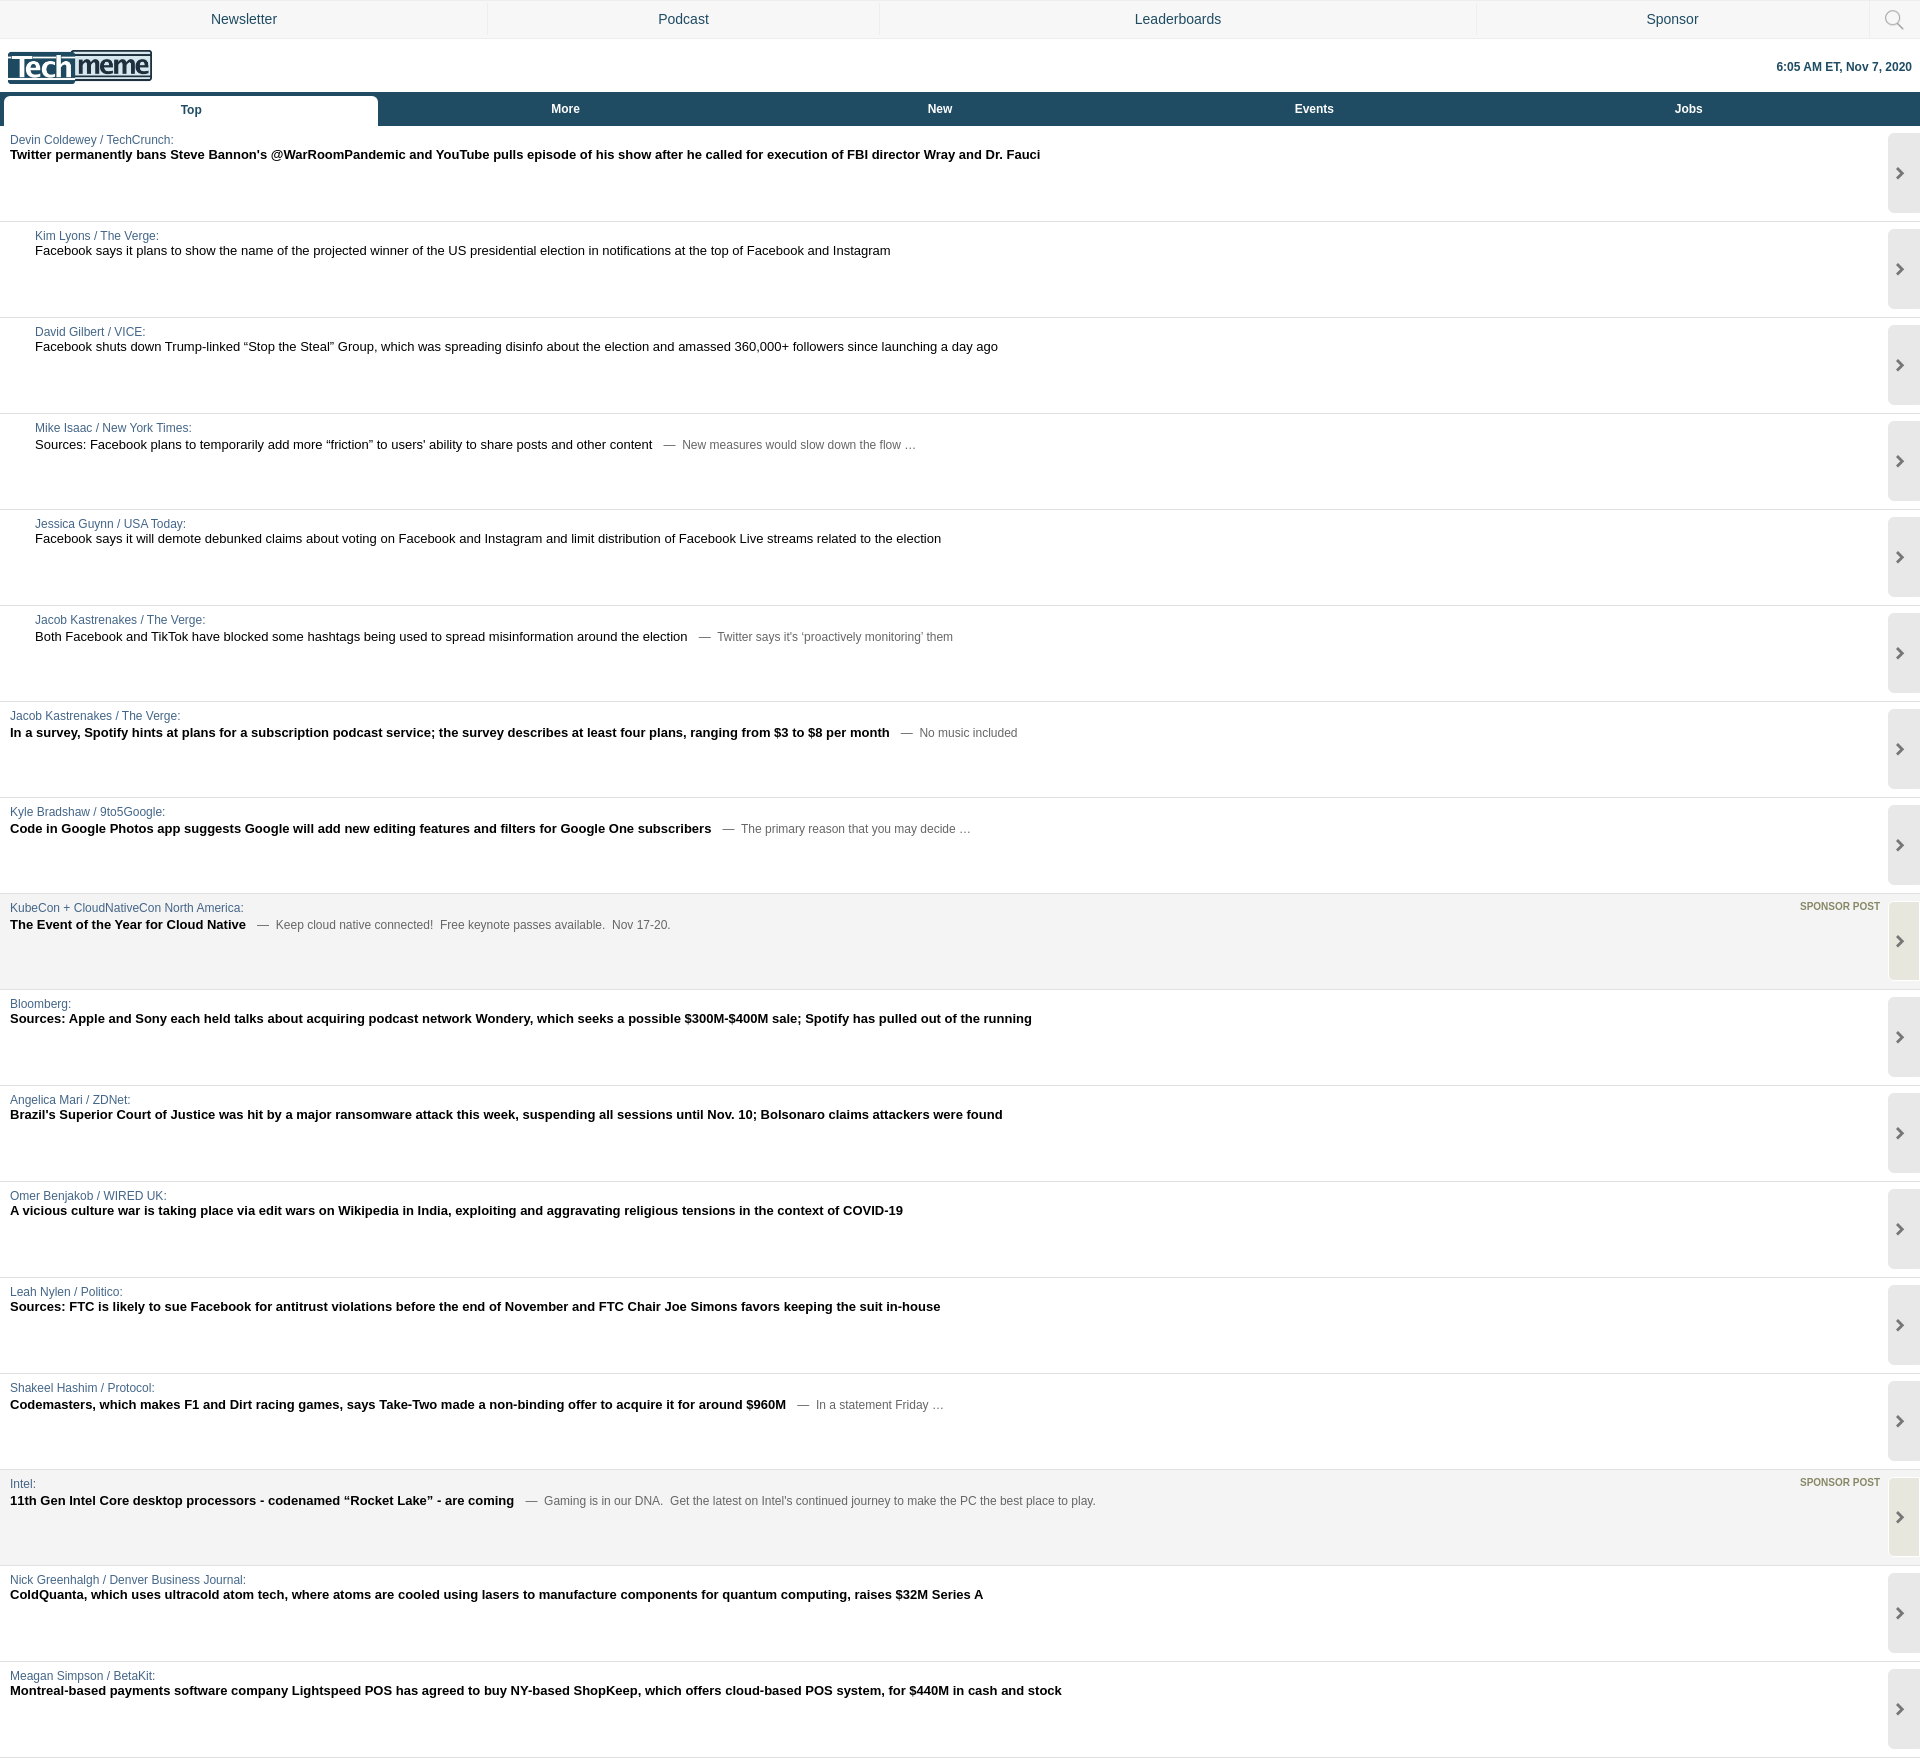 Newsletter
Podcast
Leaderboards
Sponsor
Techmeme
6:05 AM ET, Nov 7, 2020
Top
More
New
Events
Jobs
Devin Coldewey / TechCrunch:
Twitter permanently bans Steve Bannon's @WarRoomPandemic and YouTube pulls episode of his show after he called for execution of FBI director Wray and Dr. Fauci
Kim Lyons / The Verge:
Facebook says it plans to show the name of the projected winner of the US presidential election in notifications at the top of Facebook and Instagram
David Gilbert / VICE:
Facebook shuts down Trump-linked “Stop the Steal” Group, which was spreading disinfo about the election and amassed 360,000+ followers since launching a day ago
Mike Isaac / New York Times:
Sources: Facebook plans to temporarily add more “friction” to users' ability to share posts and other content — New measures would slow down the flow …
Jessica Guynn / USA Today:
Facebook says it will demote debunked claims about voting on Facebook and Instagram and limit distribution of Facebook Live streams related to the election
Jacob Kastrenakes / The Verge:
Both Facebook and TikTok have blocked some hashtags being used to spread misinformation around the election — Twitter says it's ‘proactively monitoring’ them
Jacob Kastrenakes / The Verge:
In a survey, Spotify hints at plans for a subscription podcast service; the survey describes at least four plans, ranging from $3 to $8 per month — No music included
Kyle Bradshaw / 9to5Google:
Code in Google Photos app suggests Google will add new editing features and filters for Google One subscribers — The primary reason that you may decide …
KubeCon + CloudNativeCon North America:
SPONSOR POST
The Event of the Year for Cloud Native — Keep cloud native connected! Free keynote passes available. Nov 17-20.
Bloomberg:
Sources: Apple and Sony each held talks about acquiring podcast network Wondery, which seeks a possible $300M-$400M sale; Spotify has pulled out of the running
Angelica Mari / ZDNet:
Brazil's Superior Court of Justice was hit by a major ransomware attack this week, suspending all sessions until Nov. 10; Bolsonaro claims attackers were found
Omer Benjakob / WIRED UK:
A vicious culture war is taking place via edit wars on Wikipedia in India, exploiting and aggravating religious tensions in the context of COVID-19
Leah Nylen / Politico:
Sources: FTC is likely to sue Facebook for antitrust violations before the end of November and FTC Chair Joe Simons favors keeping the suit in-house
Shakeel Hashim / Protocol:
Codemasters, which makes F1 and Dirt racing games, says Take-Two made a non-binding offer to acquire it for around $960M — In a statement Friday …
Intel:
SPONSOR POST
11th Gen Intel Core desktop processors - codenamed “Rocket Lake” - are coming — Gaming is in our DNA. Get the latest on Intel's continued journey to make the PC the best place to play.
Nick Greenhalgh / Denver Business Journal:
ColdQuanta, which uses ultracold atom tech, where atoms are cooled using lasers to manufacture components for quantum computing, raises $32M Series A
Meagan Simpson / BetaKit:
Montreal-based payments software company Lightspeed POS has agreed to buy NY-based ShopKeep, which offers cloud-based POS system, for $440M in cash and stock